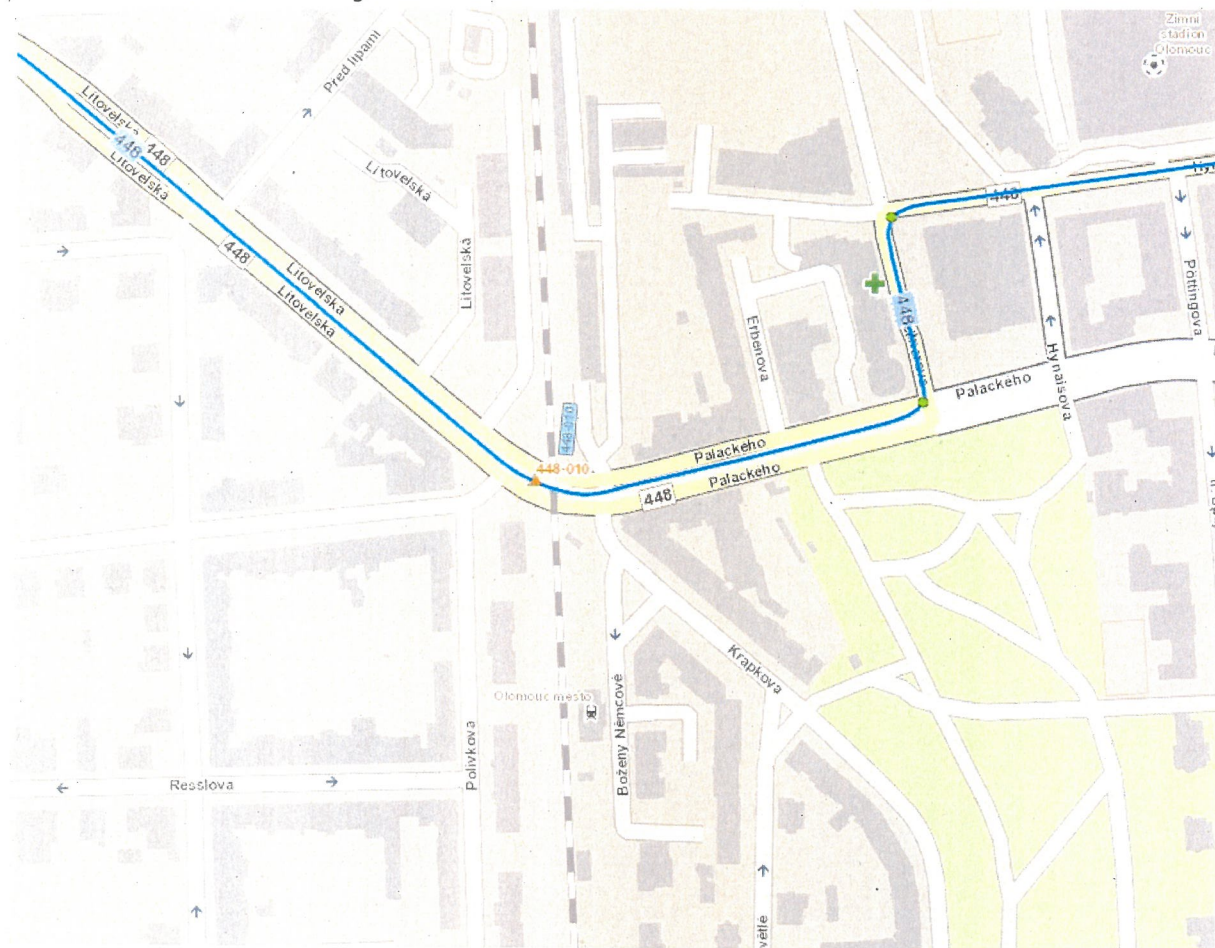 Zimní
stadion
Olomouc
Před lipami
Litovelská
448
448
Litovelská
Litovelská
448
448
Litovelská
Litovelská
Litovelská
448
Erbenova
Pöttingova
Hynaisova
Palackého
448-010
448-010
Palackého
Palackého
448
Krapkova
Olomouc město
Boženy Němcové
Polívkova
Resslova